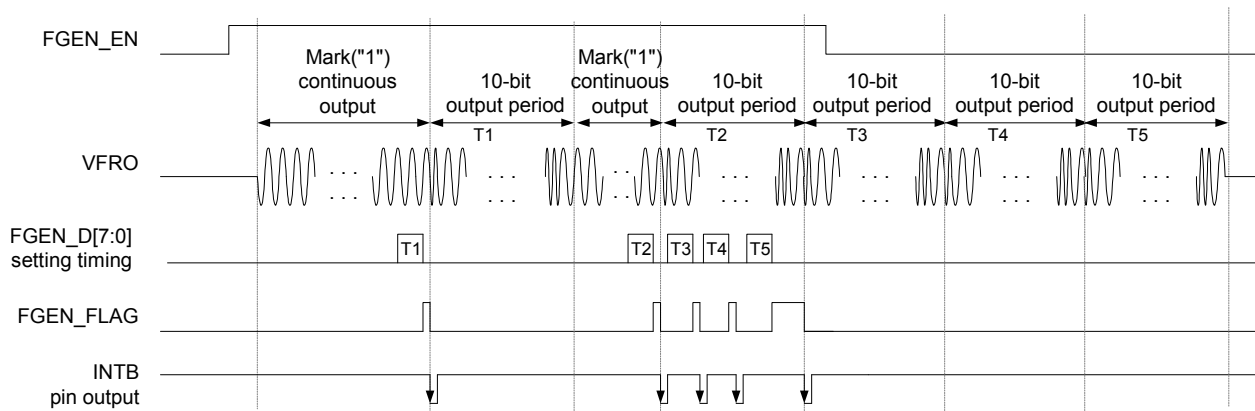 FGEN_EN
Mark("1")
continuous
output
10-bit
output period
T1
Mark("1")
continuous
output
10-bit
output period
T2
10-bit
output period
T3
10-bit
output period
T4
10-bit
output period
T5
VFRO
. . .
. . .
. . .
. . .
. .
. .
. . .
. . .
. . .
. . .
. . .
. . .
. . .
. . .
FGEN_D[7:0]
setting timing
T1
T2
T3
T4
T5
FGEN_FLAG
INTB
pin output